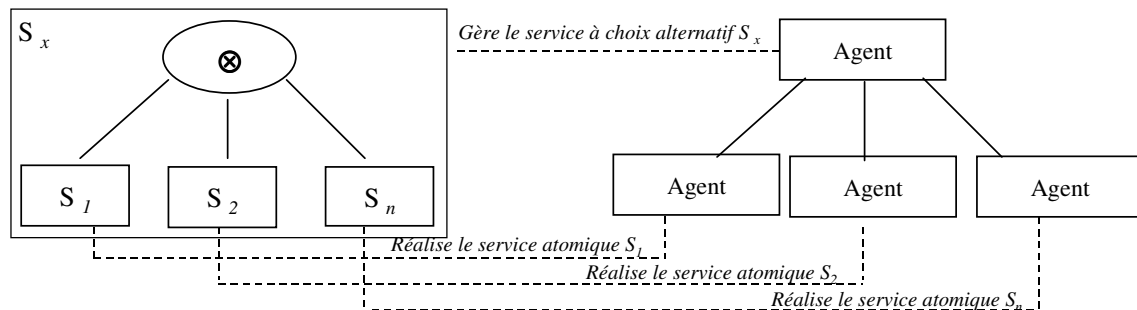 S x
Gère le service à choix alternatif S x
⊗
Agent
S 1
S 2
S n
Agent
Agent
Agent
Réalise le service atomique S1
Réalise le service atomique S2
Réalise le service atomique Sn